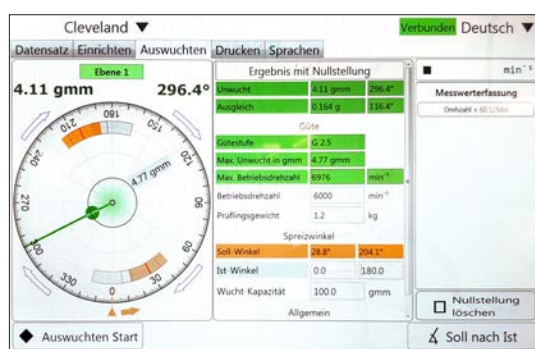 Cleveland ▼
Verbunden Deutsch ▼
Datensatz Einrichten Auswuchten Drucken Sprachen
Ebene 1
4.11 gmm 296.4°
180
150
210
240
270
300
330
0
30
60
90
4.77 gmm
Auswuchten Start
Ergebnis mit Nullstellung
Unwucht 4.11 gmm 296.4°
Ausgleich 0.164 g 116.4°
Güte
Gütestufe G 2.5
Max. Unwucht in gmm 4.77 gmm
Max. Betriebsdrehzahl 6976 min⁻¹
Betriebsdrehzahl 6000 min⁻¹
Prüflingsgewicht 1.2 kg
Spreizwinkel
Soll-Winkel 28.8° 204.1°
Ist-Winkel 0.0 180.0
Wucht-Kapazität 100.0 gmm
Allgemein
min⁻¹
Messwerterfassung
Drehzahl < 60 U/Min
Nullstellung
löschen
Soll nach Ist